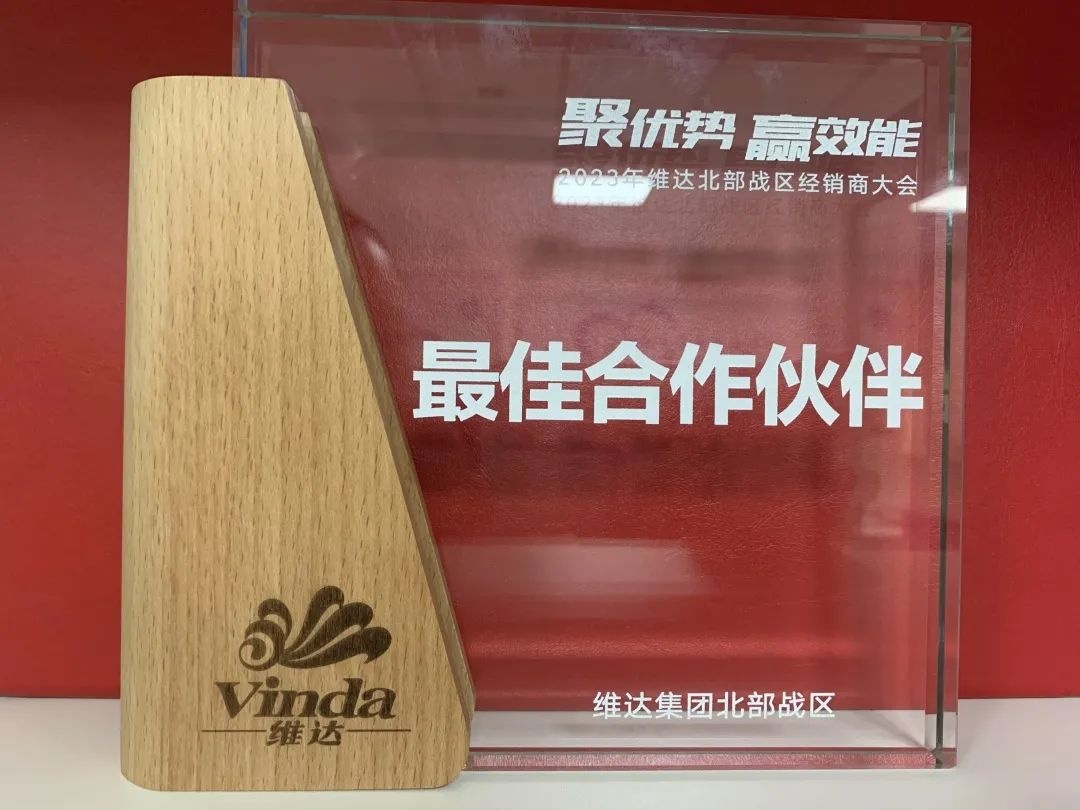 聚优势 赢效能
2023年维达北部战区经销商大会
最佳合作伙伴
Vinda
维达
维达集团北部战区